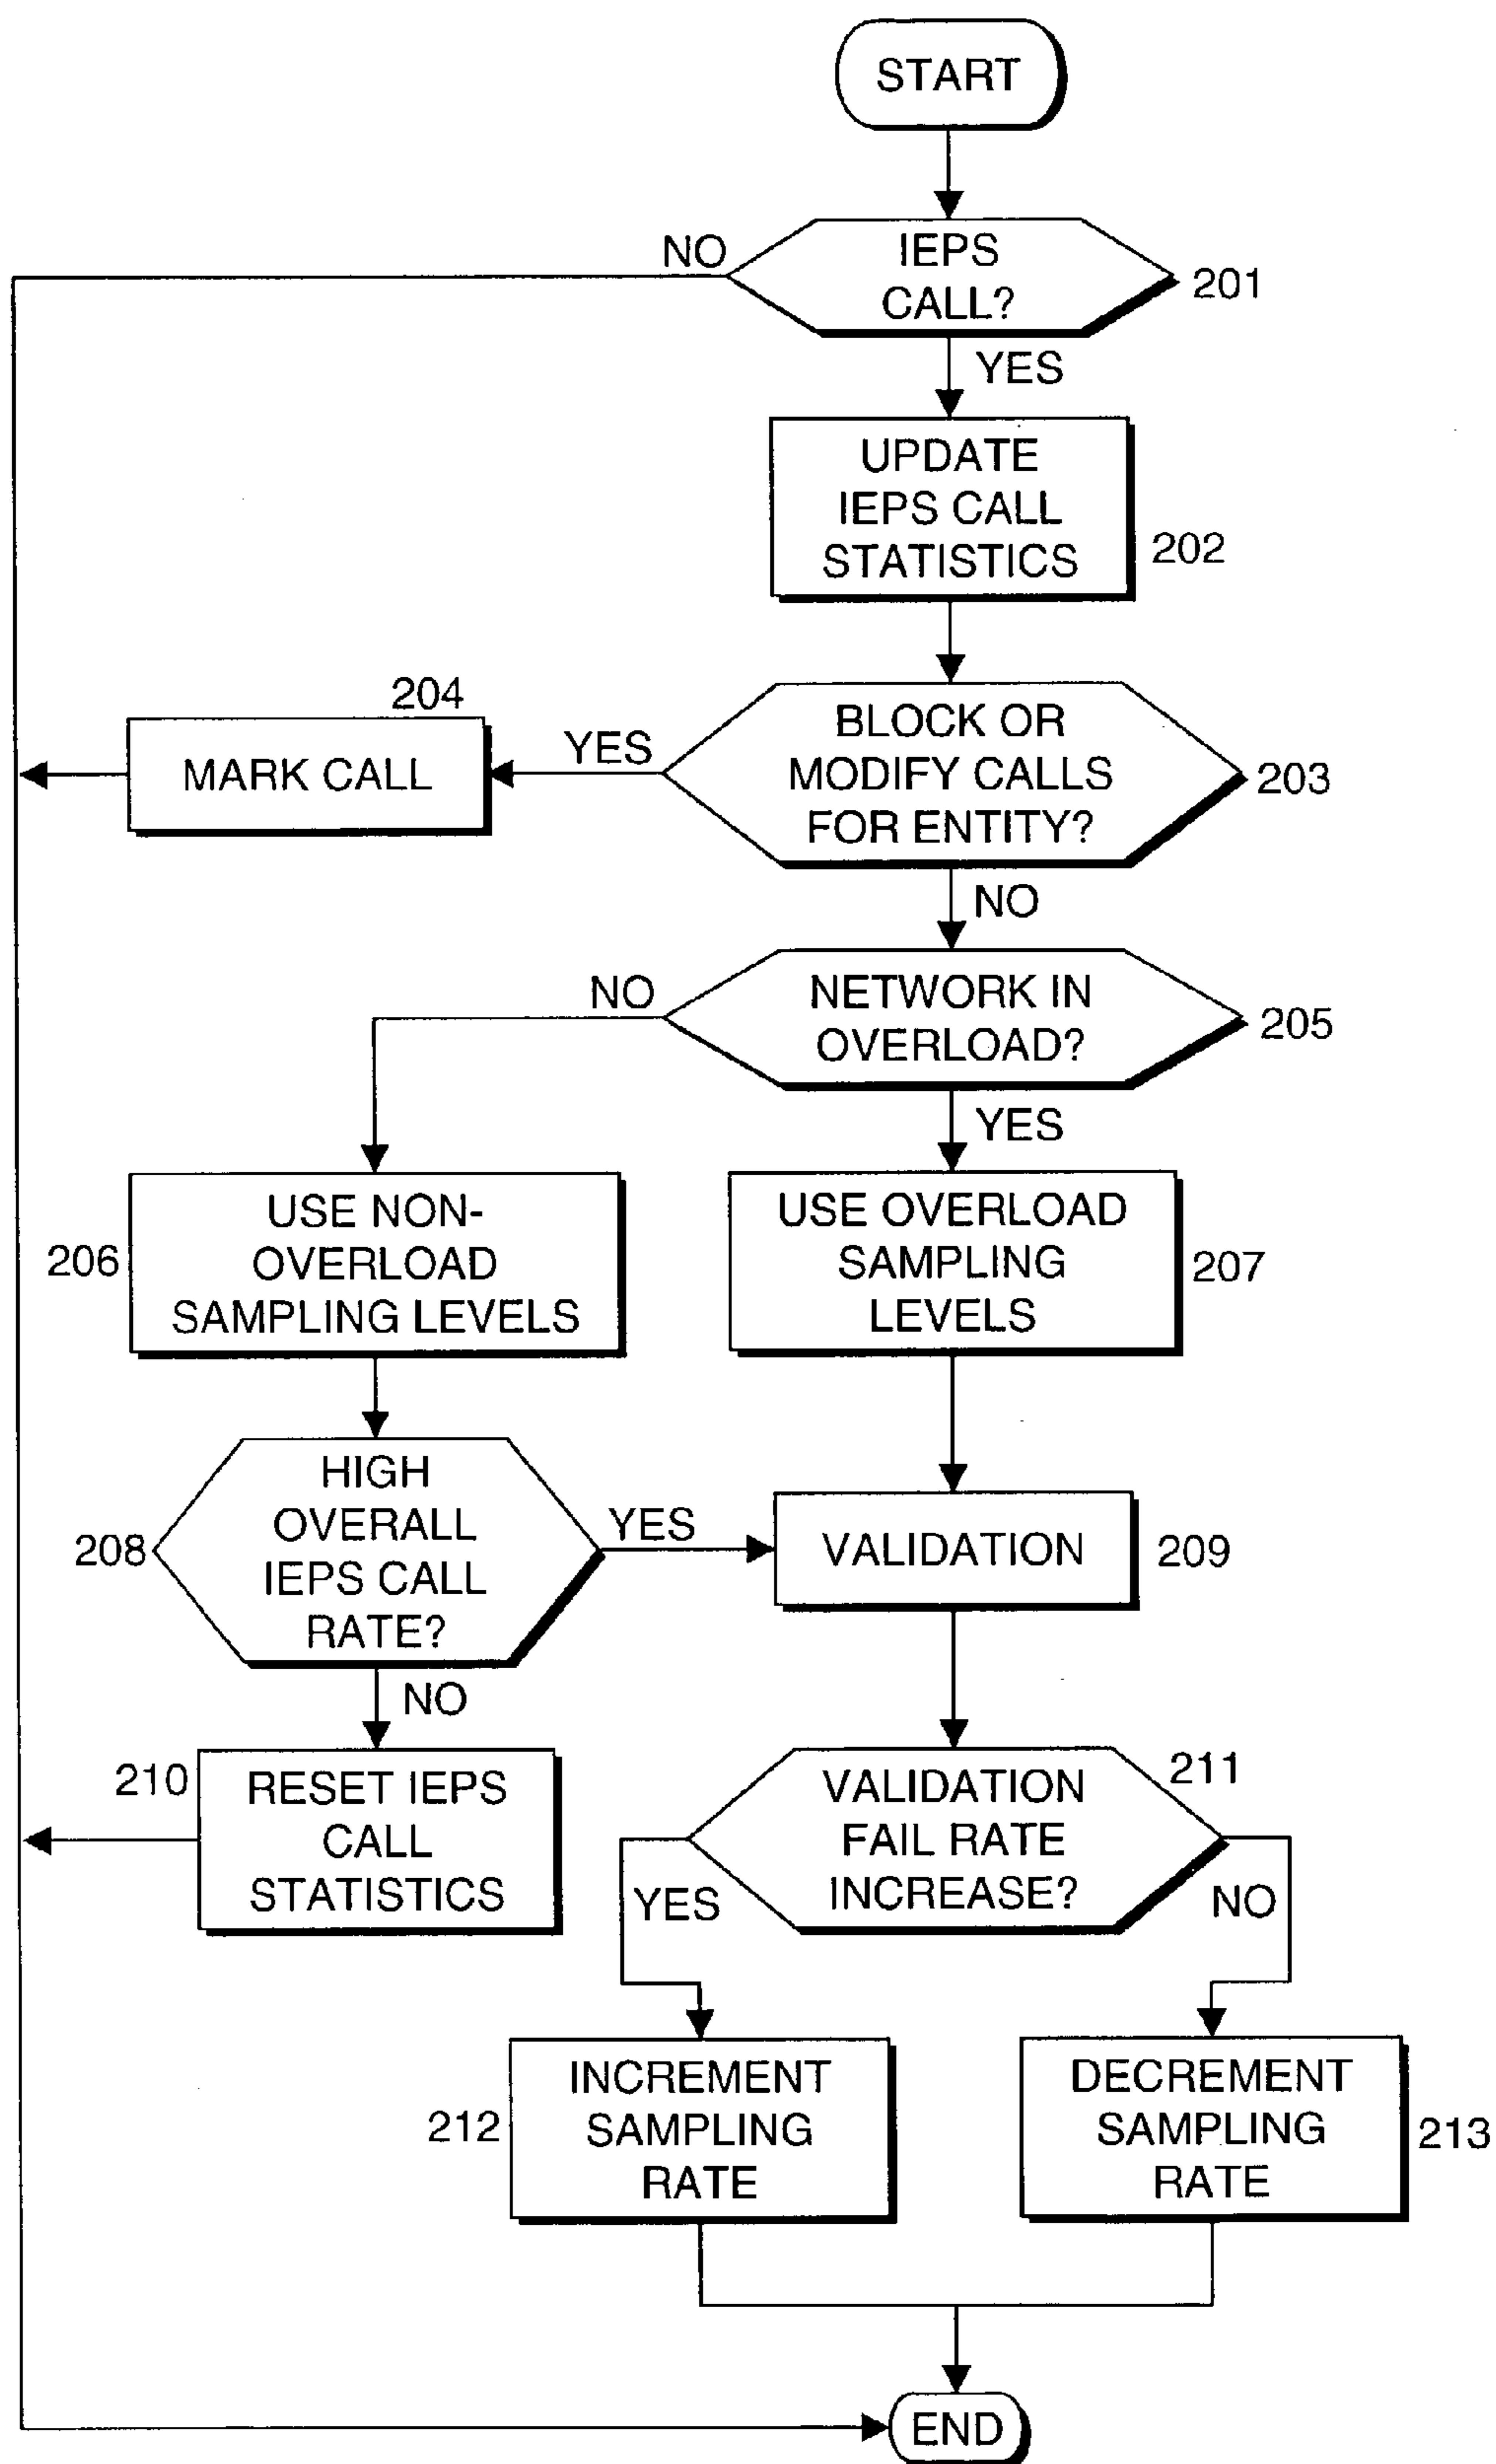 START
NO
IEPS
CALL?
201
YES
UPDATE
IEPS CALL
STATISTICS
202
204
MARK CALL
YES
BLOCK OR
MODIFY CALLS
FOR ENTITY?
203
NO
NO
NETWORK IN
OVERLOAD?
205
YES
206
USE NON-
OVERLOAD
SAMPLING LEVELS
USE OVERLOAD
SAMPLING
LEVELS
207
208
HIGH
OVERALL
IEPS CALL
RATE?
YES
VALIDATION
209
NO
210
RESET IEPS
CALL
STATISTICS
VALIDATION
FAIL RATE
INCREASE?
211
YES
NO
212
INCREMENT
SAMPLING
RATE
DECREMENT
SAMPLING
RATE
213
END